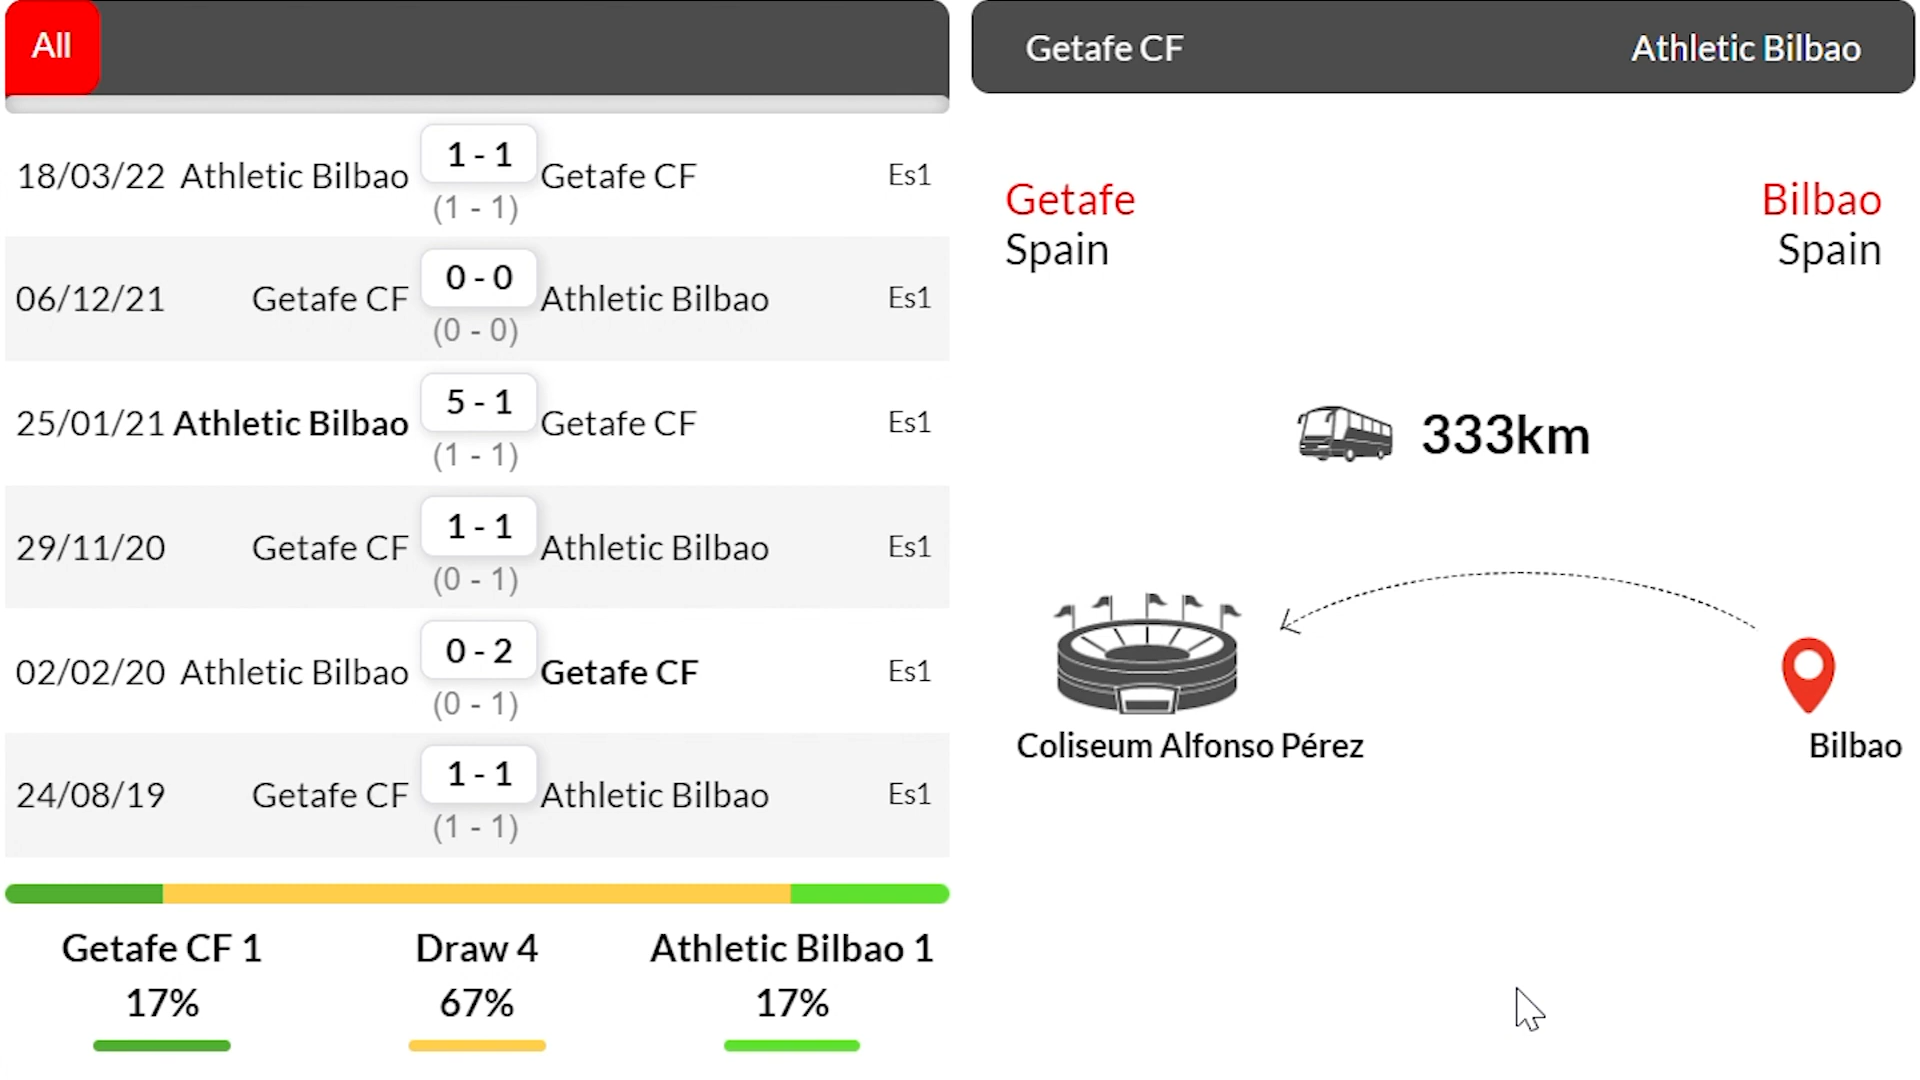 All
18/03/22 Athletic Bilbao 1 - 1 Getafe CF Es1
(1 - 1)
06/12/21 Getafe CF 0 - 0 Athletic Bilbao Es1
(0 - 0)
25/01/21 Athletic Bilbao 5 - 1 Getafe CF Es1
(1 - 1)
29/11/20 Getafe CF 1 - 1 Athletic Bilbao Es1
(0 - 1)
02/02/20 Athletic Bilbao 0 - 2 Getafe CF Es1
(0 - 1)
24/08/19 Getafe CF 1 - 1 Athletic Bilbao Es1
(1 - 1)
Getafe CF 1 Draw 4 Athletic Bilbao 1
17% 67% 17%
Getafe CF Athletic Bilbao
Getafe Bilbao
Spain Spain
333km
Coliseum Alfonso Pérez Bilbao